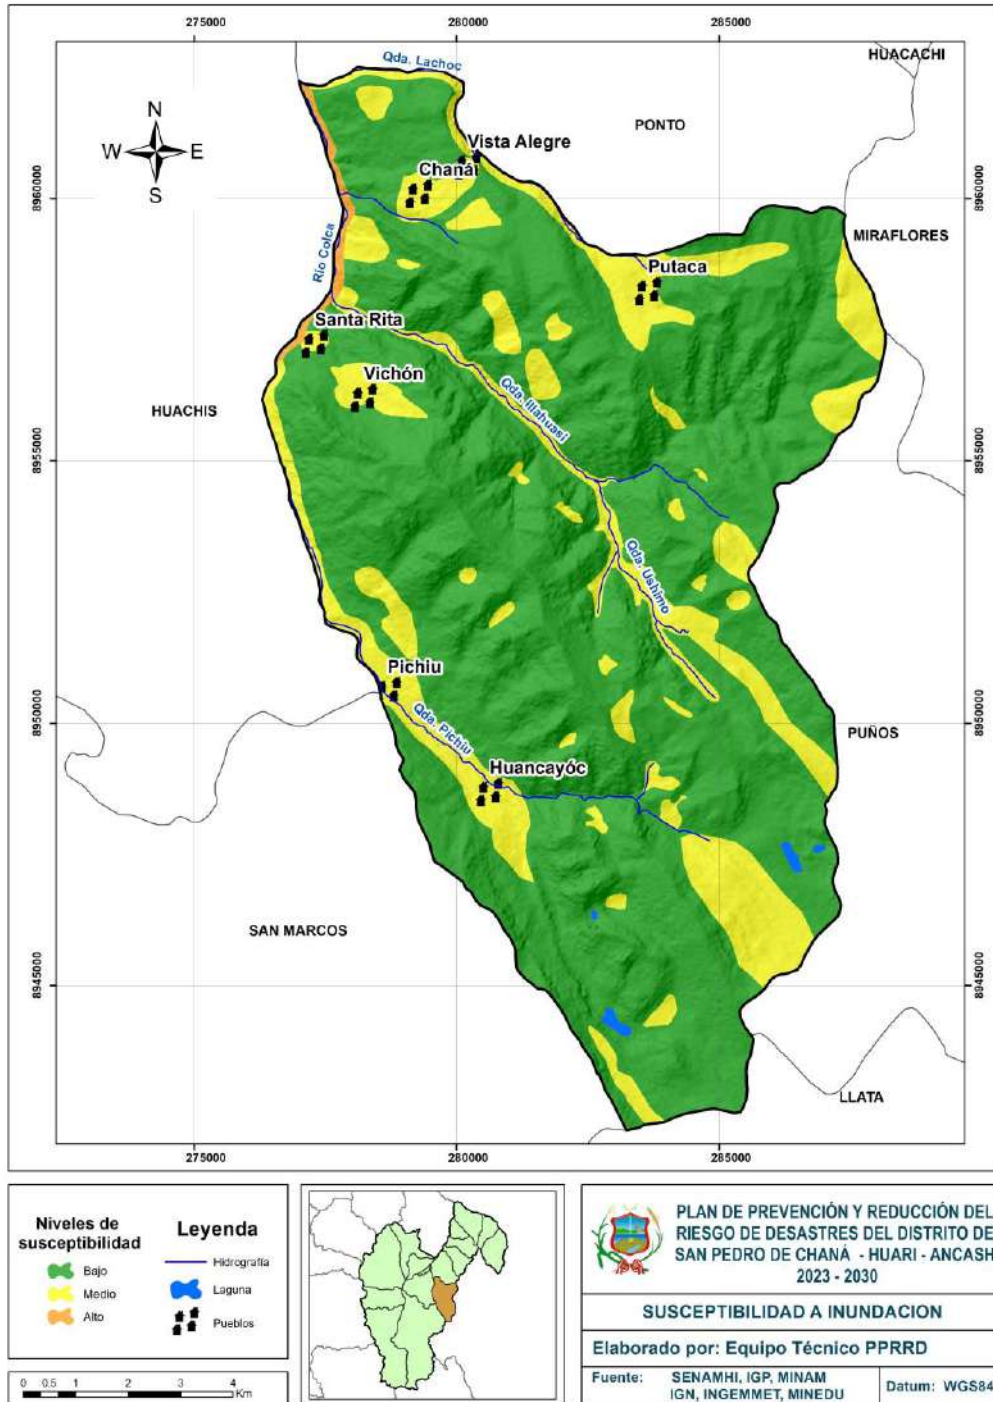 275000
280000
285000
HUACACHI
Qda. Lachoc
PONTO
N
W
E
S
Vista Alegre
Chaná
8960000
8960000
MIRAFLORES
Río Colca
Putaca
Santa Rita
Vichón
HUACHIS
Qda. Illahuasi
8955000
8955000
Qda. Ushimo
Pichiu
Qda. Pichiu
8950000
8950000
PUÑOS
Huancayóc
SAN MARCOS
8945000
8945000
LLATA
275000
280000
285000
Niveles de
susceptibilidad
Bajo
Medio
Alto
Leyenda
Hidrografía
Laguna
Pueblos
0 0.5 1 2 3 4
Km
PLAN DE PREVENCIÓN Y REDUCCIÓN DEL
RIESGO DE DESASTRES DEL DISTRITO DE
SAN PEDRO DE CHANÁ - HUARI - ANCASH
2023 - 2030
SUSCEPTIBILIDAD A INUNDACION
Elaborado por: Equipo Técnico PPRRD
Fuente: SENAMHI, IGP, MINAM
IGN, INGEMMET, MINEDU
Datum: WGS84